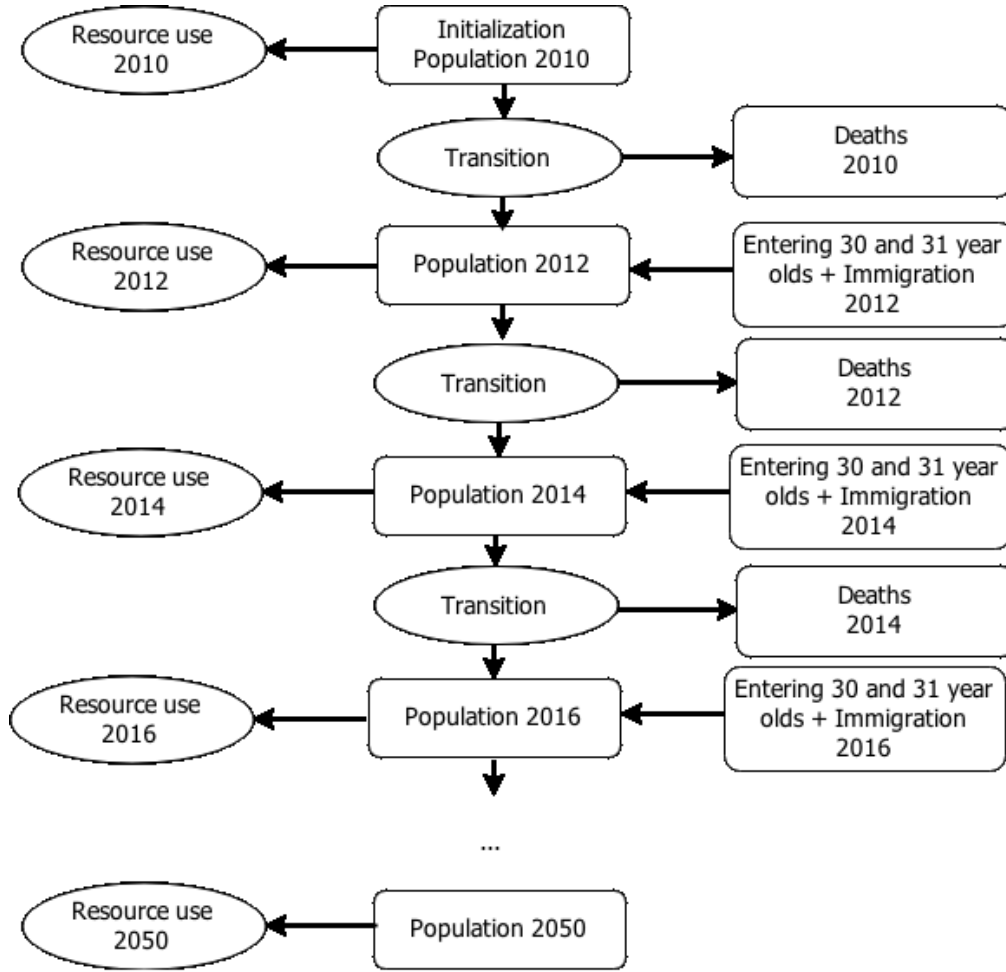 Resource use
2010
Initialization
Population 2010
Transition
Deaths
2010
Resource use
2012
Population 2012
Entering 30 and 31 year
olds + Immigration
2012
Transition
Deaths
2012
Resource use
2014
Population 2014
Entering 30 and 31 year
olds + Immigration
2014
Transition
Deaths
2014
Resource use
2016
Population 2016
Entering 30 and 31 year
olds + Immigration
2016
...
Resource use
2050
Population 2050